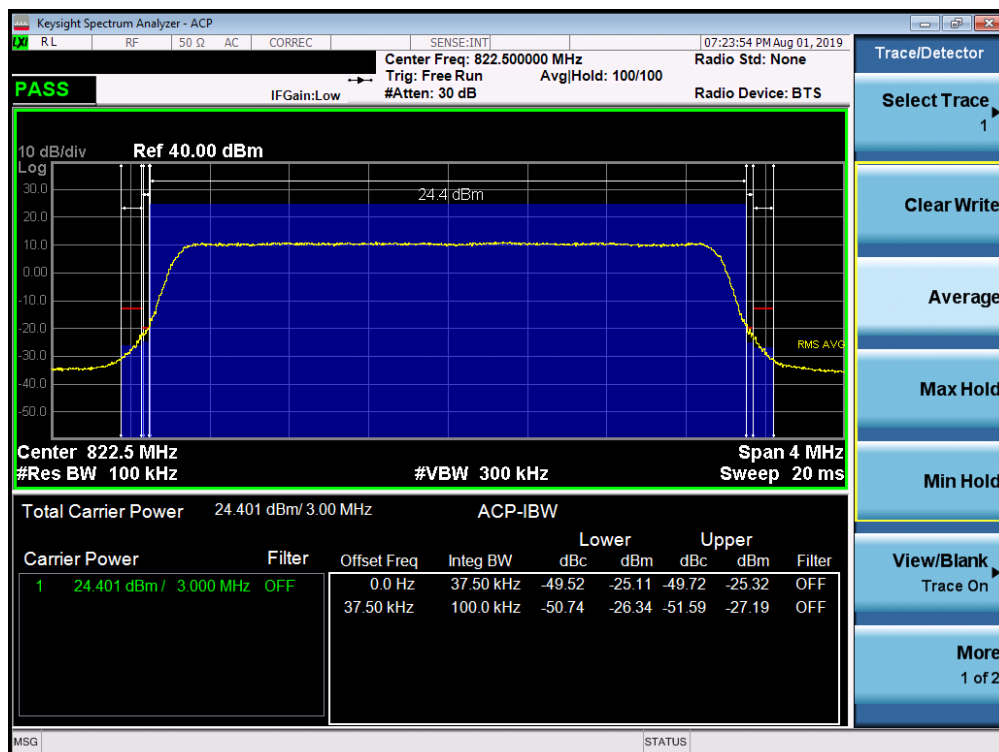 Keysight Spectrum Analyzer - ACP
LXI RL RF 50 Ω AC CORREC SENSE:INT 07:23:54 PM Aug 01, 2019
Center Freq: 822.500000 MHz Radio Std: None
Trig: Free Run Avg|Hold: 100/100
PASS IFGain:Low #Atten: 30 dB Radio Device: BTS
10 dB/div Ref 40.00 dBm
Log
30.0
24.4 dBm
20.0
10.0
0.00
-10.0
-20.0
RMS AVG
-30.0
-40.0
-50.0
Center 822.5 MHz Span 4 MHz
#Res BW 100 kHz #VBW 300 kHz Sweep 20 ms
Total Carrier Power 24.401 dBm/ 3.00 MHz ACP-IBW
Lower Upper
Carrier Power Filter Offset Freq Integ BW dBc dBm dBc dBm Filter
1 24.401 dBm / 3.000 MHz OFF 0.0 Hz 37.50 kHz -49.52 -25.11 -49.72 -25.32 OFF
37.50 kHz 100.0 kHz -50.74 -26.34 -51.59 -27.19 OFF
MSG STATUS
Trace/Detector
Select Trace
1
Clear Write
Average
Max Hold
Min Hold
View/Blank
Trace On
More
1 of 2